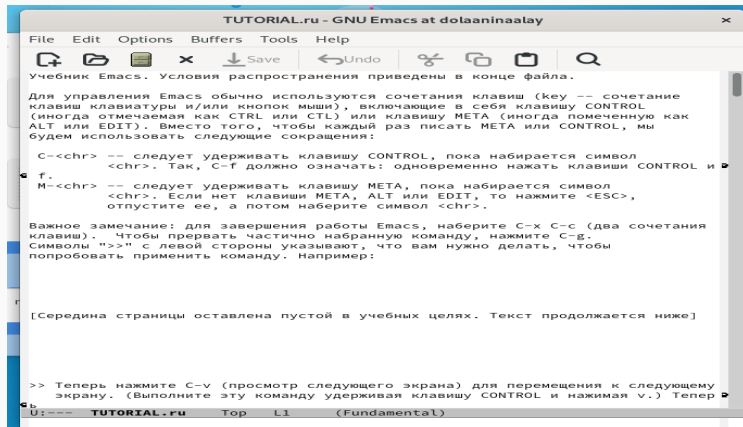 TUTORIAL.ru - GNU Emacs at dolaaninaalay
File Edit Options Buffers Tools Help
Save Undo
Учебник Emacs. Условия распространения приведены в конце файла.
Для управления Emacs обычно используются сочетания клавиш (key -- сочетание
клавиш клавиатуры и/или кнопок мыши), включающие в себя клавишу CONTROL
(иногда отмечаемая как CTRL или CTL) или клавишу META (иногда помеченную как
ALT или EDIT). Вместо того, чтобы каждый раз писать META или CONTROL, мы
будем использовать следующие сокращения:
C-<chr> -- следует удерживать клавишу CONTROL, пока набирается символ
<chr>. Так, C-f должно означать: одновременно нажать клавиши CONTROL и
f.
M-<chr> -- следует удерживать клавишу META, пока набирается символ
<chr>. Если нет клавиши META, ALT или EDIT, то нажмите <ESC>,
отпустите ее, а потом наберите символ <chr>.
Важное замечание: для завершения работы Emacs, наберите C-x C-c (два сочетания
клавиш). Чтобы прервать частично набранную команду, нажмите C-g.
Символы ">>" с левой стороны указывают, что вам нужно делать, чтобы
попробовать применить команду. Например:
[Середина страницы оставлена пустой в учебных целях. Текст продолжается ниже]
>> Теперь нажмите C-v (просмотр следующего экрана) для перемещения к следующему
экрану. (Выполните эту команду удерживая клавишу CONTROL и нажимая v.) Тепер
ь
U:--- TUTORIAL.ru Top L1 (Fundamental)